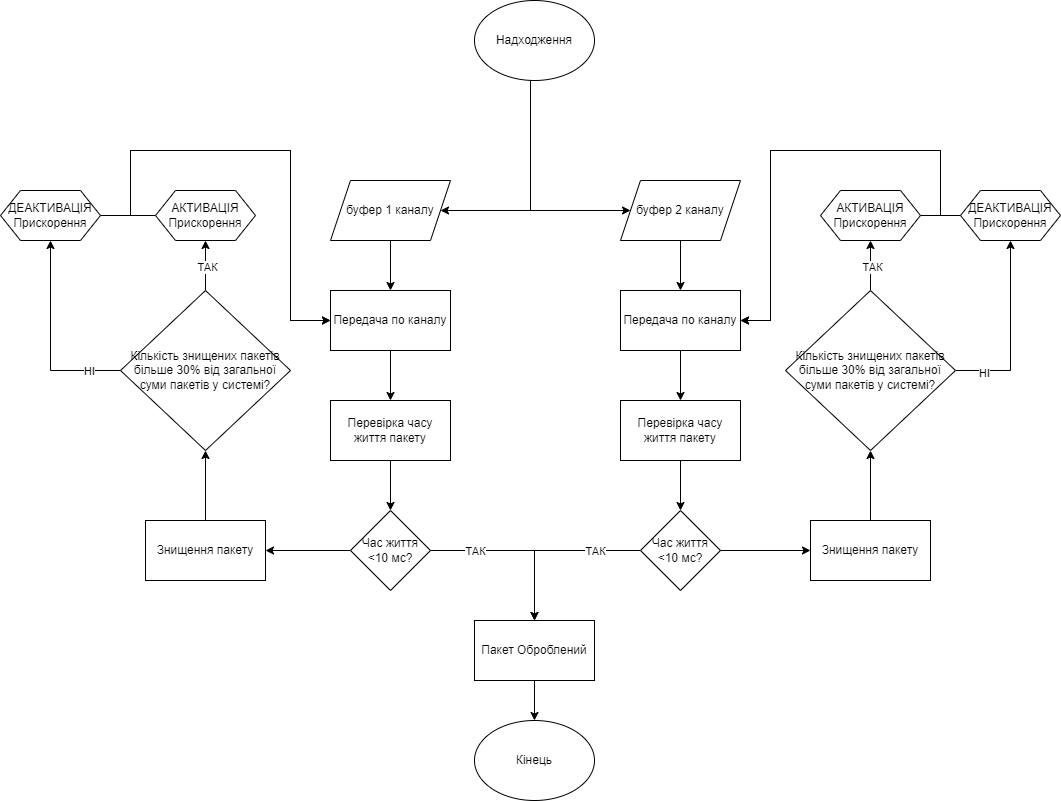 Надходження
ДЕАКТИВАЦІЯ
Прискорення
АКТИВАЦІЯ
Прискорення
буфер 1 каналу
буфер 2 каналу
АКТИВАЦІЯ
Прискорення
ДЕАКТИВАЦІЯ
Прискорення
ТАК
ТАК
Передача по каналу
Передача по каналу
Кількість знищених пакетів
більше 30% від загальної
суми пакетів у системі?
НІ
Кількість знищених пакетів
більше 30% від загальної
суми пакетів у системі?
НІ
Перевірка часу
життя пакету
Перевірка часу
життя пакету
Знищення пакету
Час життя
<10 мс?
ТАК
ТАК
Час життя
<10 мс?
Знищення пакету
Пакет Оброблений
Кінець